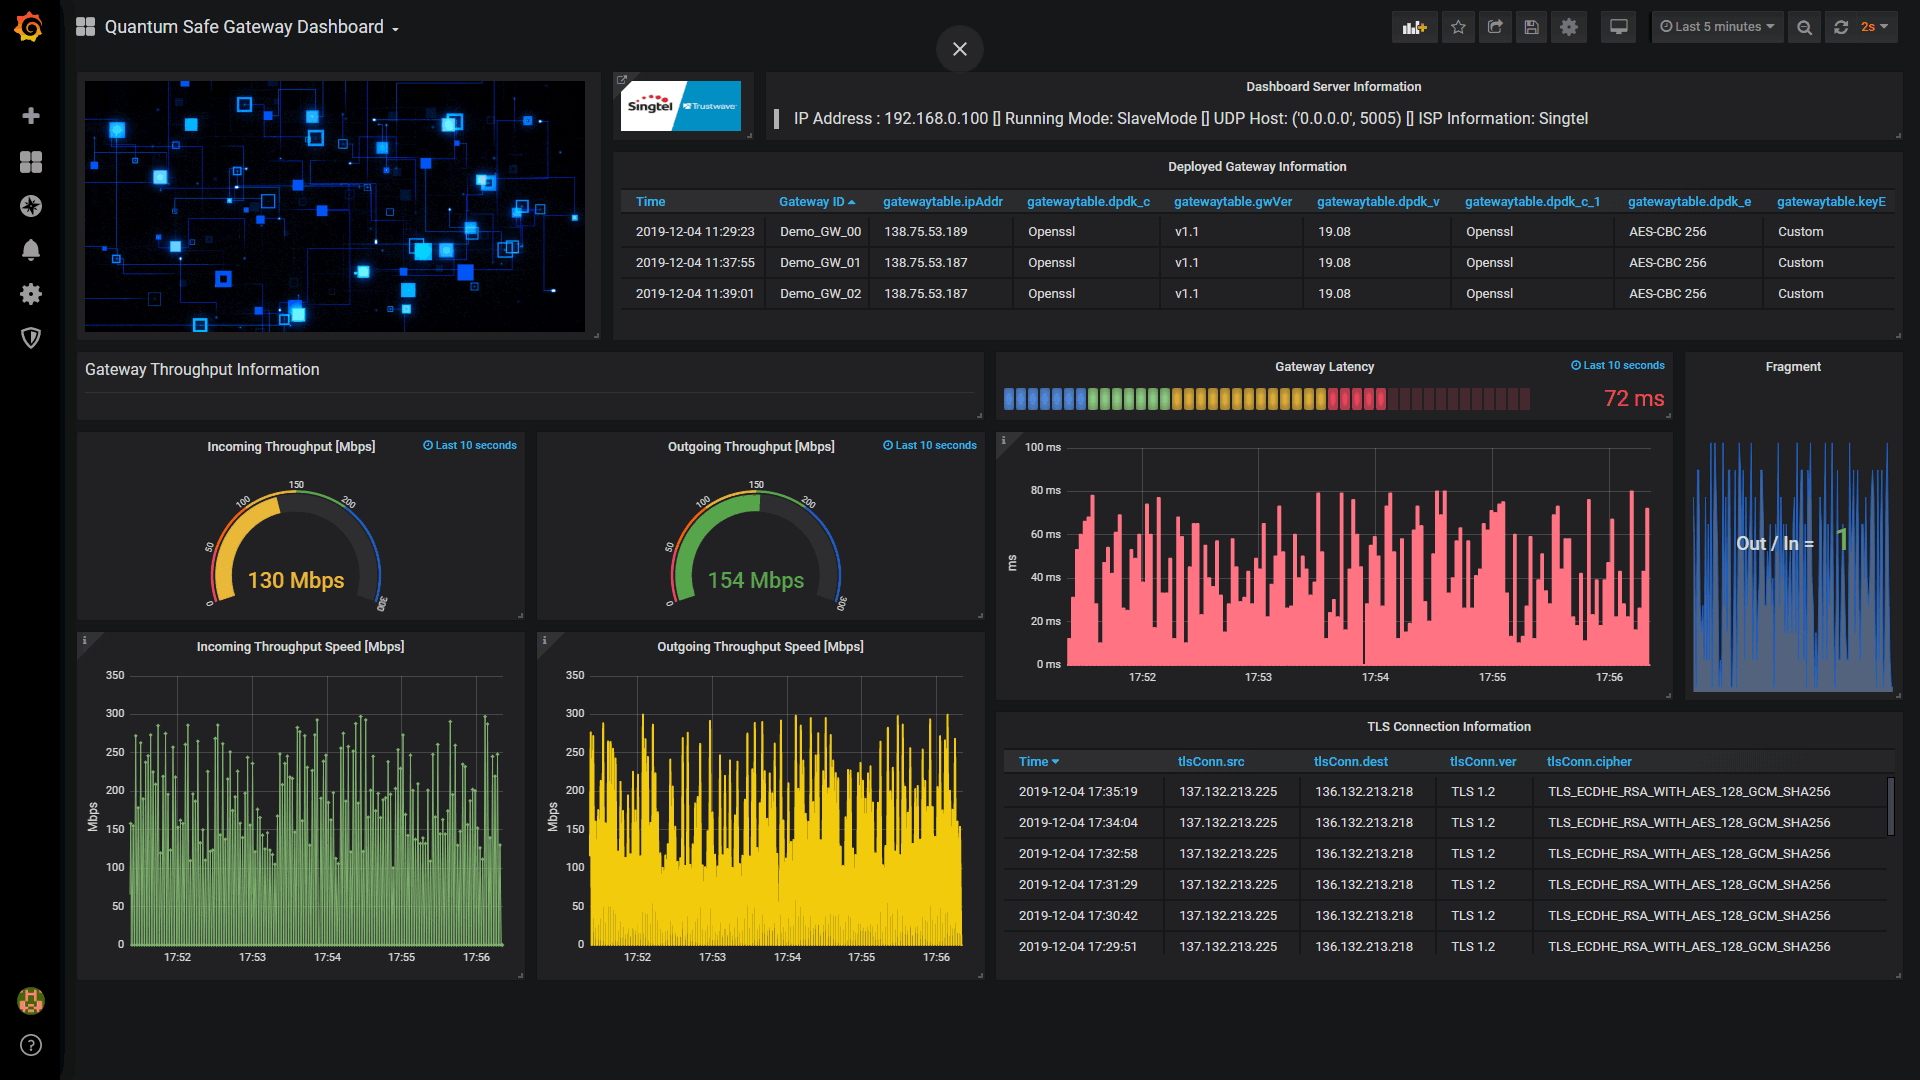 Quantum Safe Gateway Dashboard
Last 5 minutes
2s
Singtel
Trustwave
Dashboard Server Information
IP Address : 192.168.0.100 [] Running Mode: SlaveMode [] UDP Host: ('0.0.0.0', 5005) [] ISP Information: Singtel
Deployed Gateway Information
Time Gateway ID gatewaytable.ipAddr gatewaytable.dpdk_c gatewaytable.gwVer gatewaytable.dpdk_v gatewaytable.dpdk_c_1 gatewaytable.dpdk_e gatewaytable.keyE
2019-12-04 11:29:23 Demo_GW_00 138.75.53.189 Openssl v1.1 19.08 Openssl AES-CBC 256 Custom
2019-12-04 11:37:55 Demo_GW_01 138.75.53.187 Openssl v1.1 19.08 Openssl AES-CBC 256 Custom
2019-12-04 11:39:01 Demo_GW_02 138.75.53.187 Openssl v1.1 19.08 Openssl AES-CBC 256 Custom
Gateway Throughput Information
Gateway Latency
Last 10 seconds
72 ms
Fragment
Out / In = 1
Incoming Throughput [Mbps]
Last 10 seconds
0 50 100 150 200 300
130 Mbps
Outgoing Throughput [Mbps]
Last 10 seconds
0 50 100 150 200 300
154 Mbps
100 ms
80 ms
60 ms
40 ms
20 ms
0 ms
ms
17:52 17:53 17:54 17:55 17:56
Incoming Throughput Speed [Mbps]
350
300
250
200
150
100
50
0
Mbps
17:52 17:53 17:54 17:55 17:56
Outgoing Throughput Speed [Mbps]
350
300
250
200
150
100
50
0
Mbps
17:52 17:53 17:54 17:55 17:56
TLS Connection Information
Time tlsConn.src tlsConn.dest tlsConn.ver tlsConn.cipher
2019-12-04 17:35:19 137.132.213.225 136.132.213.218 TLS 1.2 TLS_ECDHE_RSA_WITH_AES_128_GCM_SHA256
2019-12-04 17:34:04 137.132.213.225 136.132.213.218 TLS 1.2 TLS_ECDHE_RSA_WITH_AES_128_GCM_SHA256
2019-12-04 17:32:58 137.132.213.225 136.132.213.218 TLS 1.2 TLS_ECDHE_RSA_WITH_AES_128_GCM_SHA256
2019-12-04 17:31:29 137.132.213.225 136.132.213.218 TLS 1.2 TLS_ECDHE_RSA_WITH_AES_128_GCM_SHA256
2019-12-04 17:30:42 137.132.213.225 136.132.213.218 TLS 1.2 TLS_ECDHE_RSA_WITH_AES_128_GCM_SHA256
2019-12-04 17:29:51 137.132.213.225 136.132.213.218 TLS 1.2 TLS_ECDHE_RSA_WITH_AES_128_GCM_SHA256